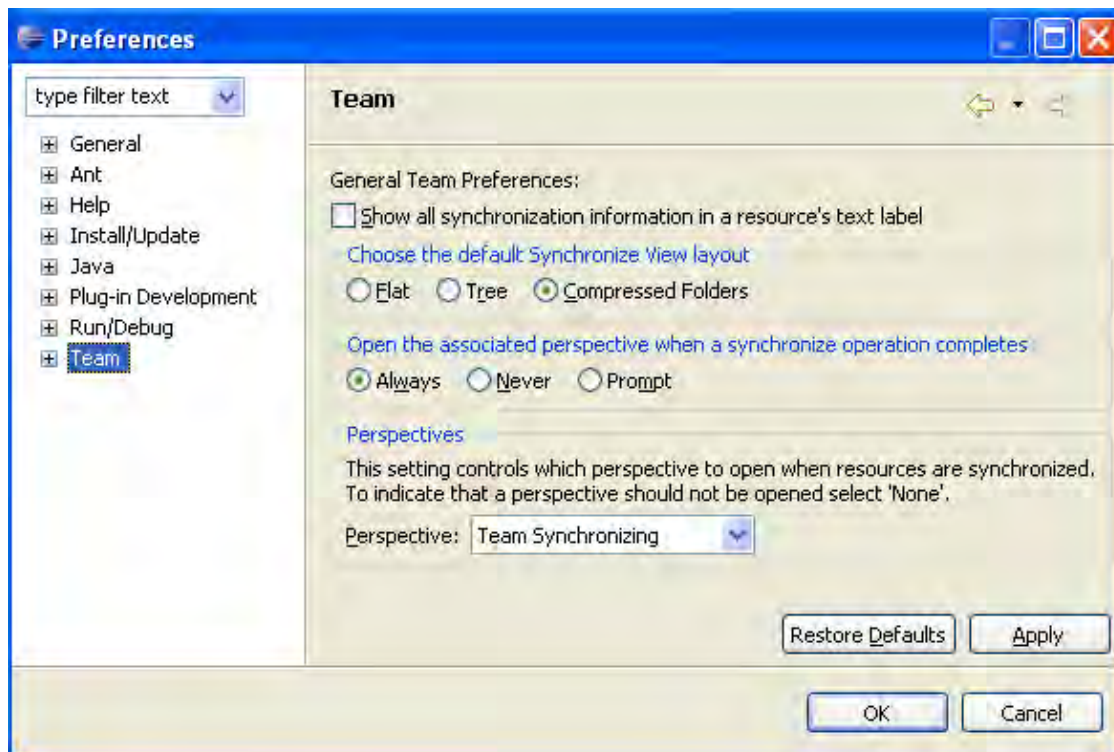 Preferences
type filter text
General
Ant
Help
Install/Update
Java
Plug-in Development
Run/Debug
Team
Team
General Team Preferences:
Show all synchronization information in a resource's text label
Choose the default Synchronize View layout
Flat Tree Compressed Folders
Open the associated perspective when a synchronize operation completes
Always Never Prompt
Perspectives
This setting controls which perspective to open when resources are synchronized.
To indicate that a perspective should not be opened select 'None'.
Perspective: Team Synchronizing
Restore Defaults Apply
OK Cancel